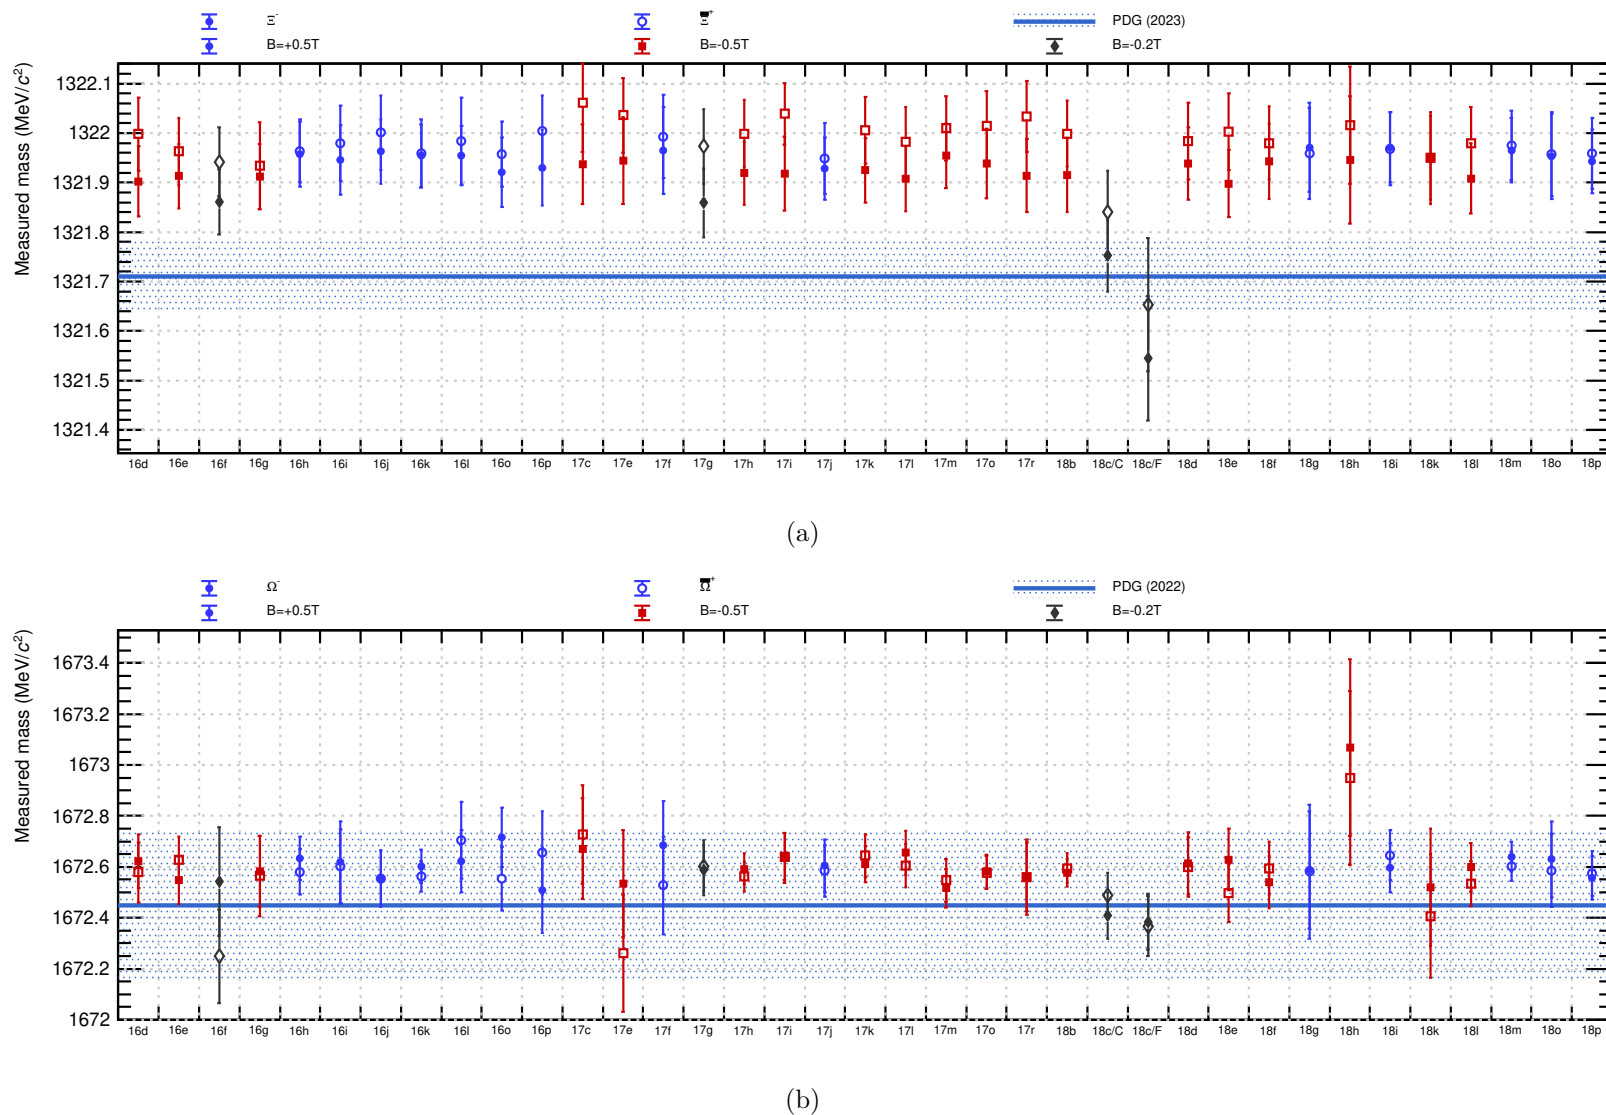 Ξ⁻ Ξ̅⁺ PDG (2023)
B=+0.5T B=-0.5T B=-0.2T
Measured mass (MeV/c²)
1322.1
1322
1321.9
1321.8
1321.7
1321.6
1321.5
1321.4
16d 16e 16f 16g 16h 16i 16j 16k 16l 16o 16p 17c 17e 17f 17g 17h 17i 17j 17k 17l 17m 17o 17r 18b 18c/C 18c/F 18d 18e 18f 18g 18h 18i 18k 18l 18m 18o 18p
(a)
Ω⁻ Ω̅⁺ PDG (2022)
B=+0.5T B=-0.5T B=-0.2T
Measured mass (MeV/c²)
1673.4
1673.2
1673
1672.8
1672.6
1672.4
1672.2
1672
16d 16e 16f 16g 16h 16i 16j 16k 16l 16o 16p 17c 17e 17f 17g 17h 17i 17j 17k 17l 17m 17o 17r 18b 18c/C 18c/F 18d 18e 18f 18g 18h 18i 18k 18l 18m 18o 18p
(b)